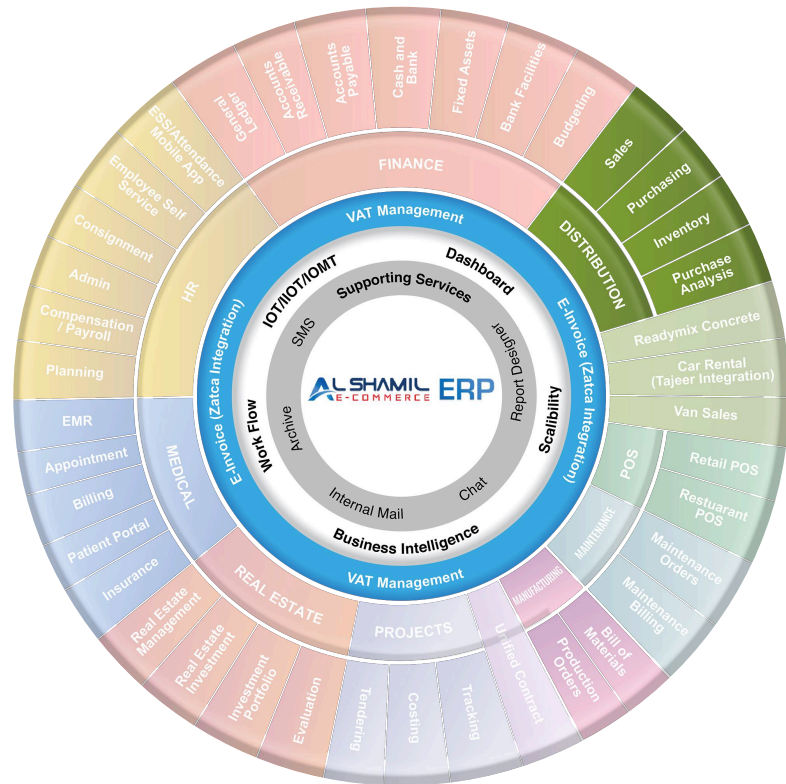 General
Ledger
Accounts
Receivable
Accounts
Payable
Cash and
Bank
Fixed Assets
Bank Facilities
Budgeting
FINANCE
Sales
Purchasing
Inventory
Purchase
Analysis
DISTRIBUTION
Readymix Concrete
Car Rental
(Tajeer Integration)
Van Sales
Retail POS
Restuarant
POS
POS
Maintenance
Orders
Maintenance
Billing
MAINTENANCE
Bill of
Materials
Production
Orders
MANUFACTURING
Unified Contract
Tracking
Costing
Tendering
PROJECTS
Evaluation
Investment
Portfolio
Real Estate
Investment
Real Estate
Management
REAL ESTATE
Insurance
Patient Portal
Billing
Appointment
EMR
MEDICAL
Planning
Compensation
/ Payroll
Admin
Consignment
Employee Self
Service
ESS/Attendance
Mobile App
HR
VAT Management
E-Invoice (Zatca Integration)
VAT Management
E-Invoice (Zatca Integration)
IOT/IIOT/IOMT
Dashboard
Scalibility
Business Intelligence
Work Flow
Supporting Services
Report Designer
Chat
Internal Mail
Archive
SMS
AL SHAMIL
E-COMMERCE
ERP